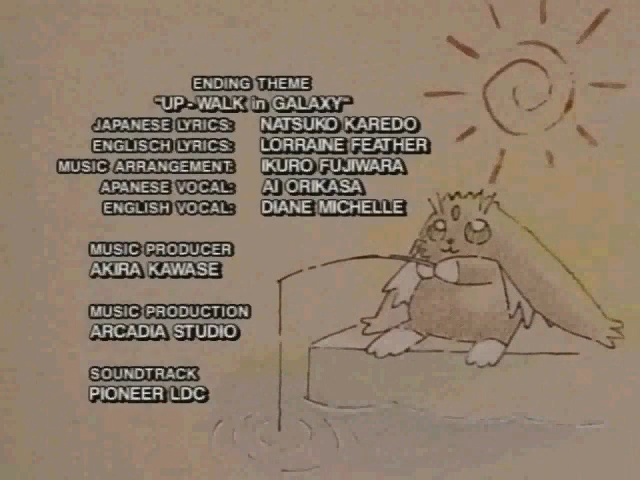 ENDING THEME
"UP-WALK in GALAXY"
JAPANESE LYRICS: NATSUKO KAREDO
ENGLISCH LYRICS: LORRAINE FEATHER
MUSIC ARRANGEMENT: IKURO FUJIWARA
APANESE VOCAL: AI ORIKASA
ENGLISH VOCAL: DIANE MICHELLE
MUSIC PRODUCER
AKIRA KAWASE
MUSIC PRODUCTION
ARCADIA STUDIO
SOUNDTRACK
PIONEER LDC